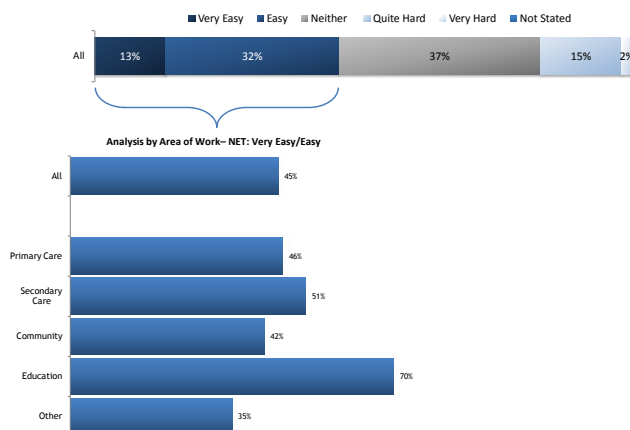 Very Easy Easy Neither Quite Hard Very Hard Not Stated
All 13% 32% 37% 15% 2%
Analysis by Area of Work– NET: Very Easy/Easy
All 45%
Primary Care 46%
Secondary
Care 51%
Community 42%
Education 70%
Other 35%